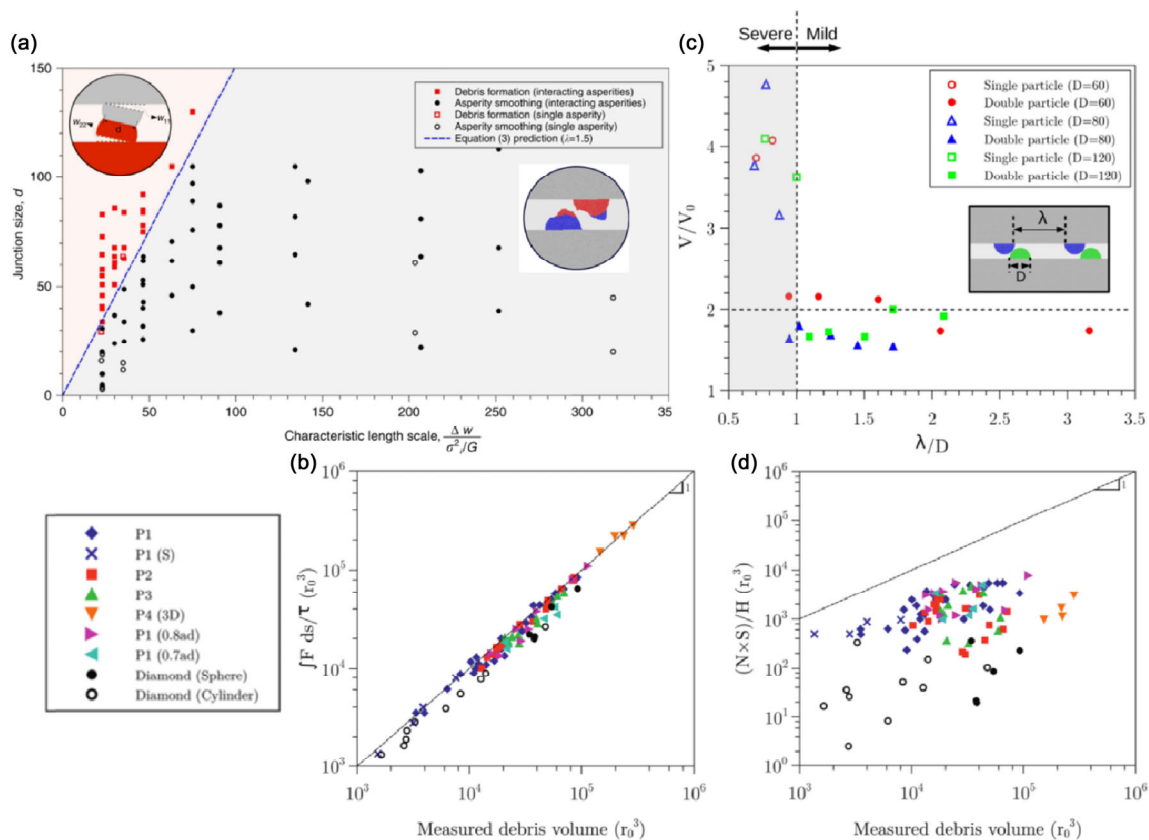 (a)
150
100
50
0
Junction size, d
0
50
100
150
200
250
300
35
Characteristic length scale, Δw / σ²ⱼ/G
d
Debris formation (interacting asperities)
Asperity smoothing (interacting asperities)
Debris formation (single asperity)
Asperity smoothing (single asperity)
Equation (3) prediction (λ=1.5)
(c)
Severe
Mild
5
4
3
2
1
V/V₀
0.5
1
1.5
2
2.5
3
3.5
λ/D
Single particle (D=60)
Double particle (D=60)
Single particle (D=80)
Double particle (D=80)
Single particle (D=120)
Double particle (D=120)
λ
D
P1
P1 (S)
P2
P3
P4 (3D)
P1 (0.8ad)
P1 (0.7ad)
Diamond (Sphere)
Diamond (Cylinder)
(b)
10⁶
10⁵
10⁴
10³
∫F ds/τ (r₀³)
1
10³
10⁴
10⁵
10⁶
Measured debris volume (r₀³)
(d)
10⁶
10⁵
10⁴
10³
10²
10¹
10⁰
(N×S)/H (r₀³)
1
10³
10⁴
10⁵
10⁶
Measured debris volume (r₀³)